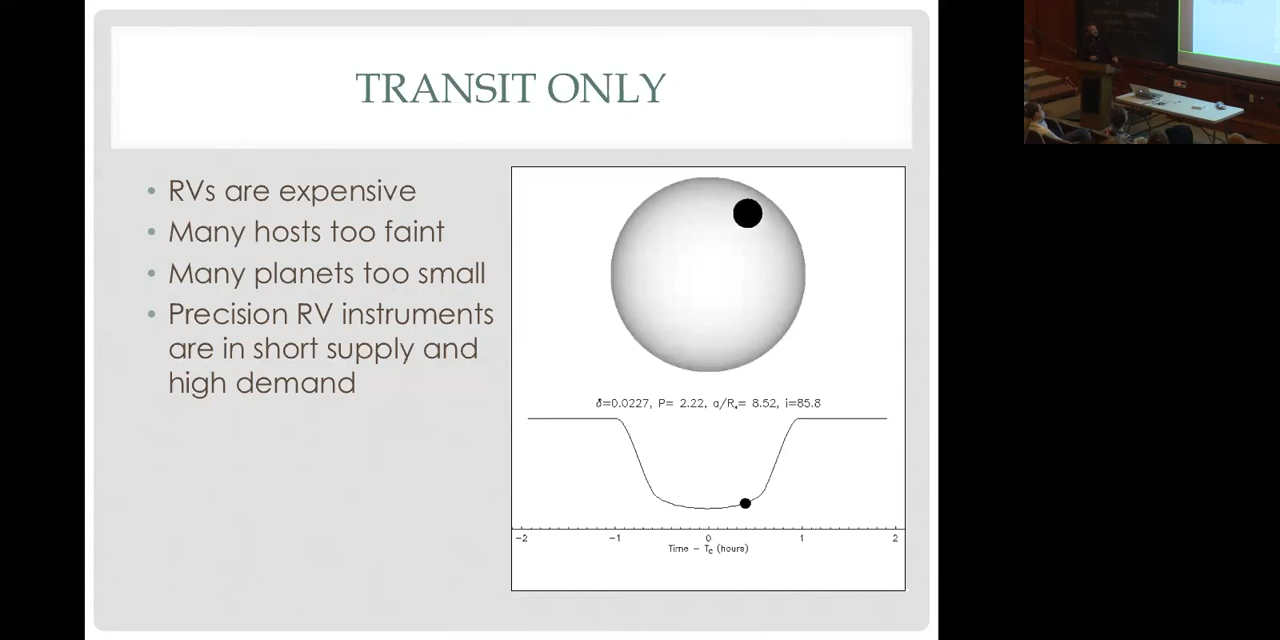 TRANSIT ONLY
• RVs are expensive
• Many hosts too faint
• Many planets too small
• Precision RV instruments
are in short supply and
high demand
δ=0.0227, P= 2.22, a/R*= 8.52, i=85.8
-2 -1 0 1 2
Time - Tc (hours)